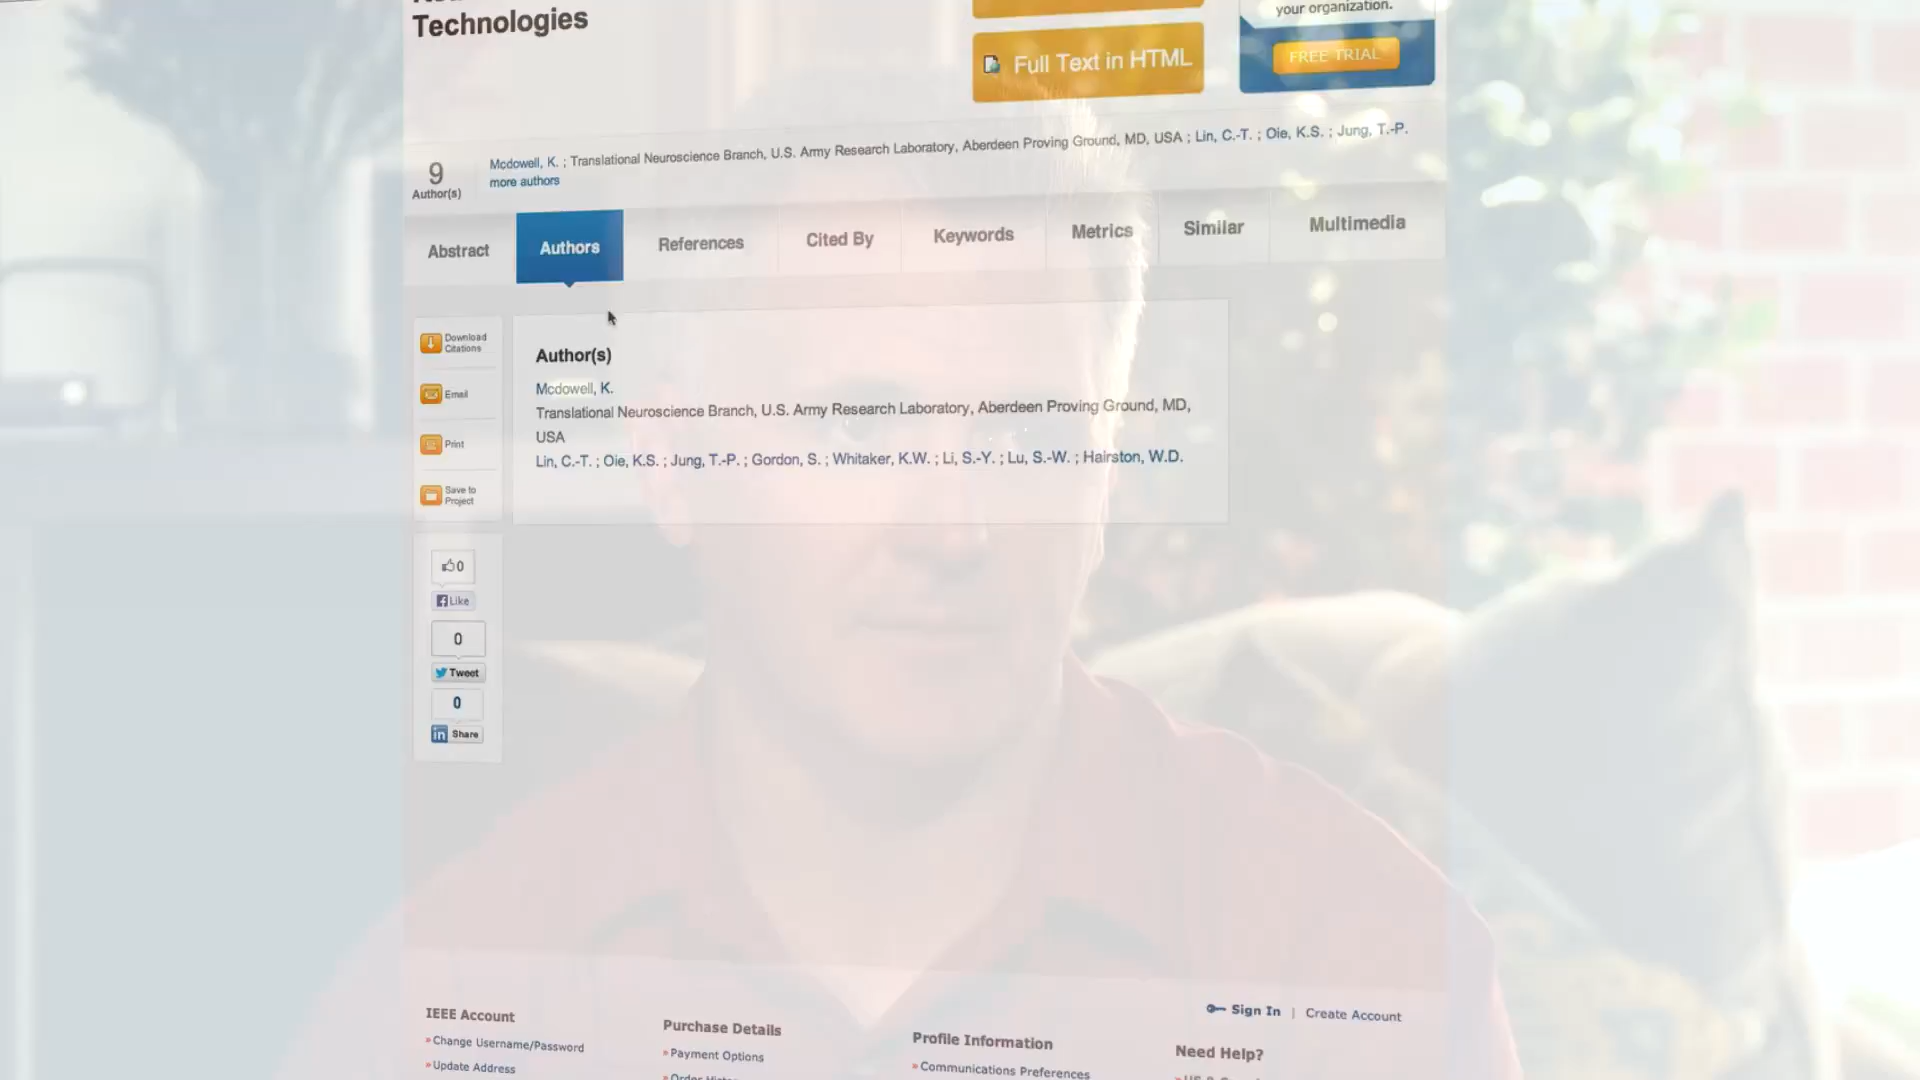 Technologies
your organization.
Full Text in HTML
FREE TRIAL
9
Author(s)
Mcdowell, K. ; Translational Neuroscience Branch, U.S. Army Research Laboratory, Aberdeen Proving Ground, MD, USA ; Lin, C.-T. ; Oie, K.S. ; Jung, T.-P.
more authors
Abstract
Authors
References
Cited By
Keywords
Metrics
Similar
Multimedia
Download
Citations
Email
Print
Save to
Project
Author(s)
Mcdowell, K.
Translational Neuroscience Branch, U.S. Army Research Laboratory, Aberdeen Proving Ground, MD,
USA
Lin, C.-T. ; Oie, K.S. ; Jung, T.-P. ; Gordon, S. ; Whitaker, K.W. ; Li, S.-Y. ; Lu, S.-W. ; Hairston, W.D.
0
Like
0
Tweet
0
in Share
Sign In | Create Account
IEEE Account
» Change Username/Password
» Update Address
Purchase Details
» Payment Options
Profile Information
» Communications Preferences
Need Help?